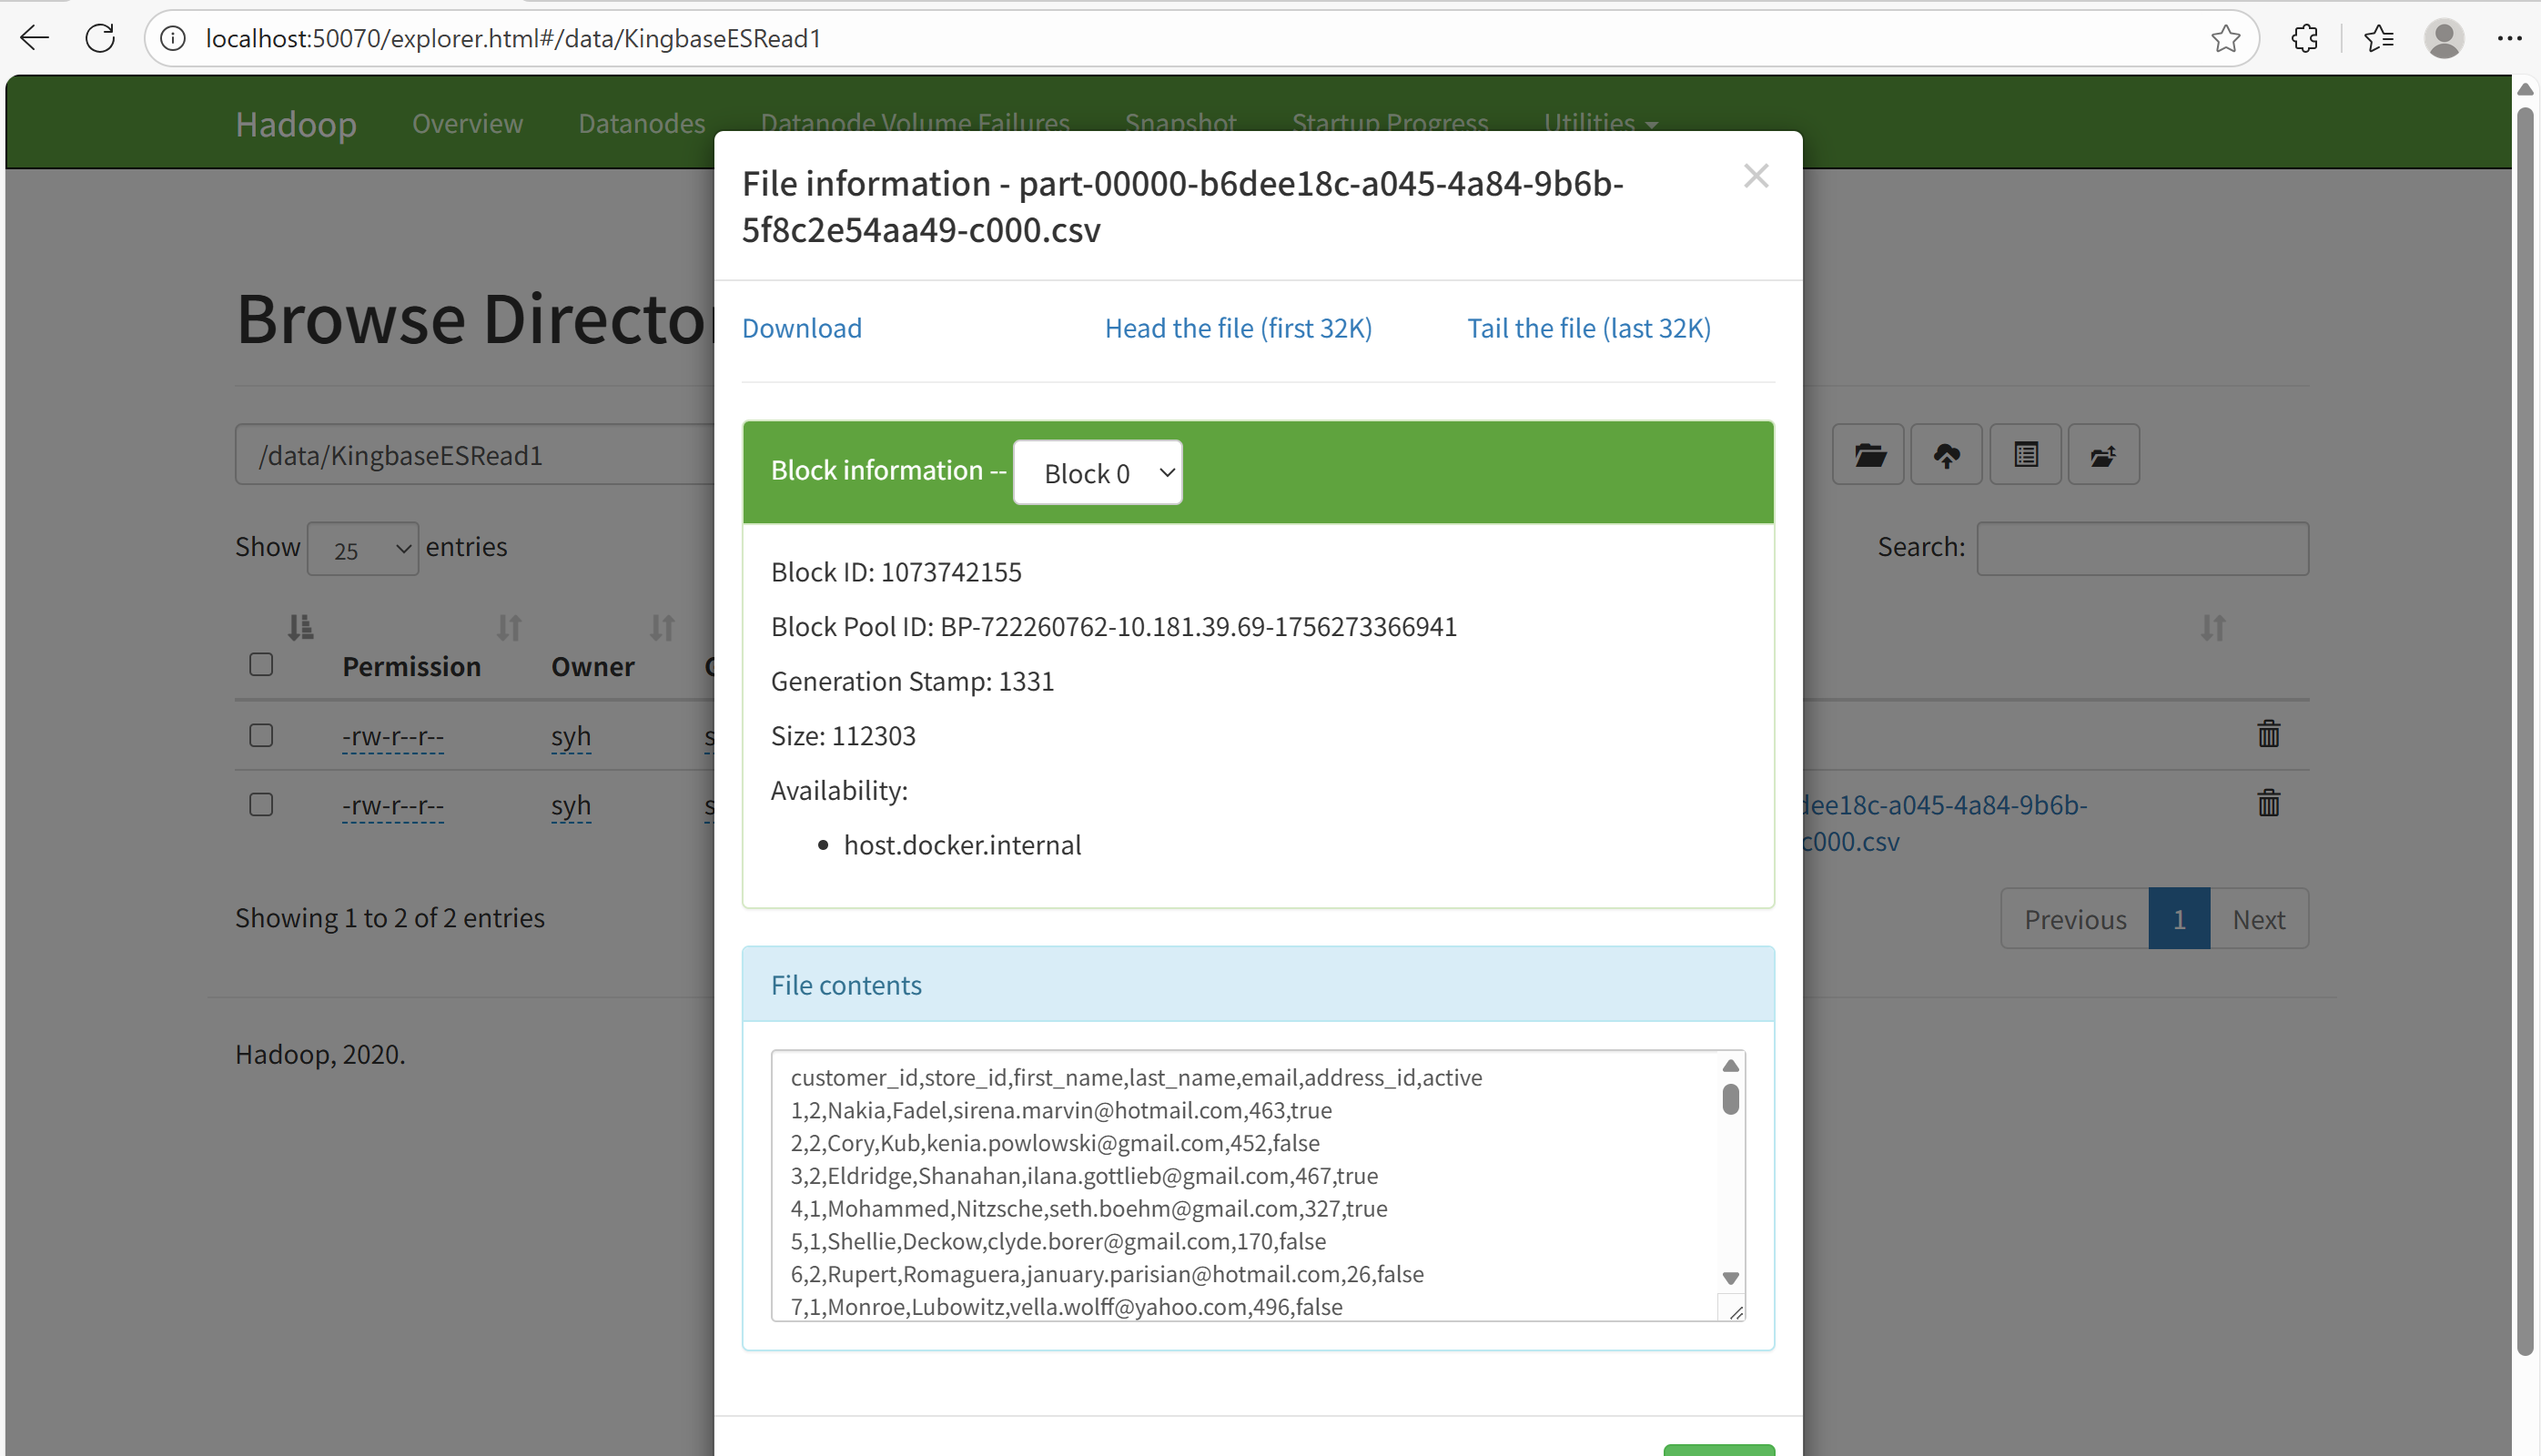 localhost:50070/explorer.html#/data/KingbaseESRead1
Hadoop Overview Datanodes Datanode Volume Failures Snapshot Startup Progress Utilities
File information - part-00000-b6dee18c-a045-4a84-9b6b-
5f8c2e54aa49-c000.csv
Download Head the file (first 32K) Tail the file (last 32K)
Block information -- Block 0
Block ID: 1073742155
Block Pool ID: BP-722260762-10.181.39.69-1756273366941
Generation Stamp: 1331
Size: 112303
Availability:
host.docker.internal
File contents
customer_id,store_id,first_name,last_name,email,address_id,active
1,2,Nakia,Fadel,sirena.marvin@hotmail.com,463,true
2,2,Cory,Kub,kenia.powlowski@gmail.com,452,false
3,2,Eldridge,Shanahan,ilana.gottlieb@gmail.com,467,true
4,1,Mohammed,Nitzsche,seth.boehm@gmail.com,327,true
5,1,Shellie,Deckow,clyde.borer@gmail.com,170,false
6,2,Rupert,Romaguera,january.parisian@hotmail.com,26,false
7,1,Monroe,Lubowitz,vella.wolff@yahoo.com,496,false
Browse
/data/KingbaseESRead1
Show 25 entries
Search:
Permission Owner
-rw-r--r-- syh
-rw-r--r-- syh
dee18c-a045-4a84-9b6b-
c000.csv
Showing 1 to 2 of 2 entries
Previous 1 Next
Hadoop, 2020.